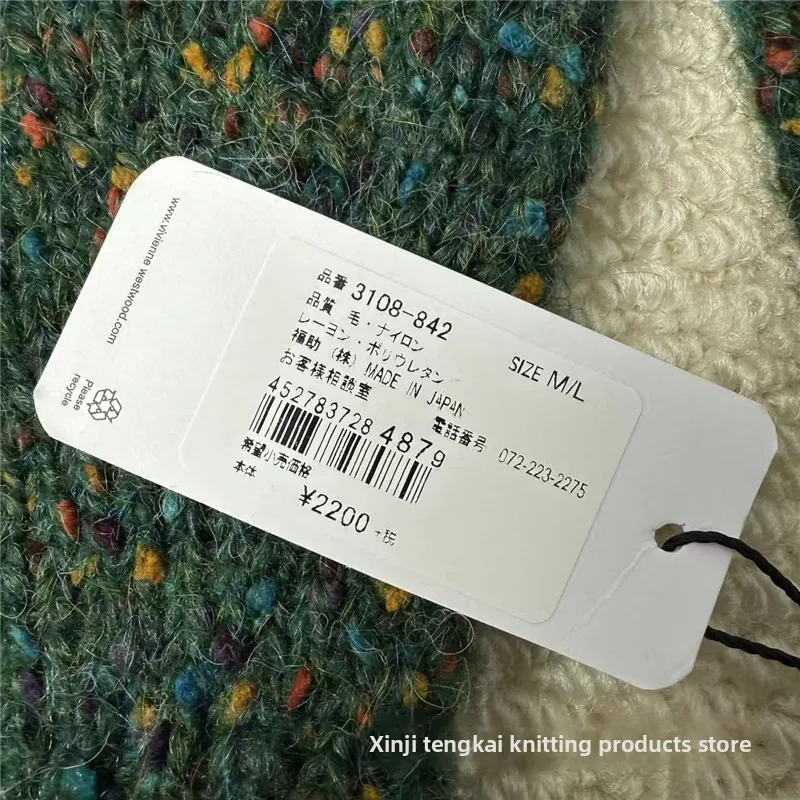 www.vivienne westwood.com
Please
recycle
品番 3108-842
SIZE M/L
品質 毛・ナイロン
レーヨン・ポリウレタン
福助(株) MADE IN JAPAN
お客様相談室 電話番号 072-223-2275
4527837284879
希望小売価格
本体 ¥2200 +税
Xinji tengkai knitting products store